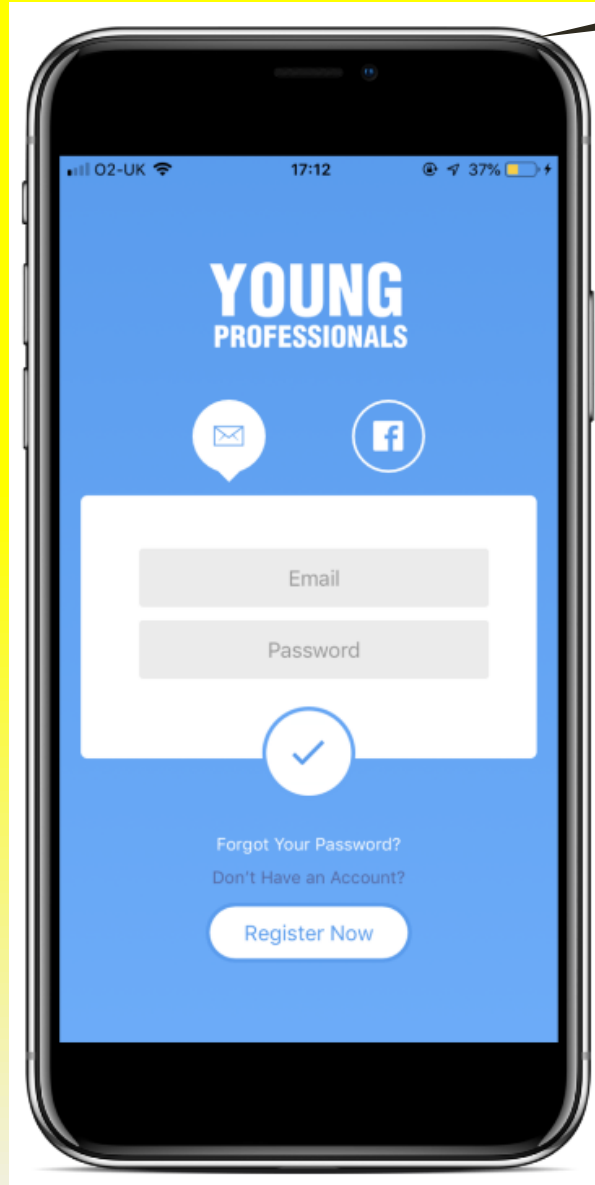 O2-UK 17:12 37%
YOUNG
PROFESSIONALS
Email
Password
Forgot Your Password?
Don't Have an Account?
Register Now